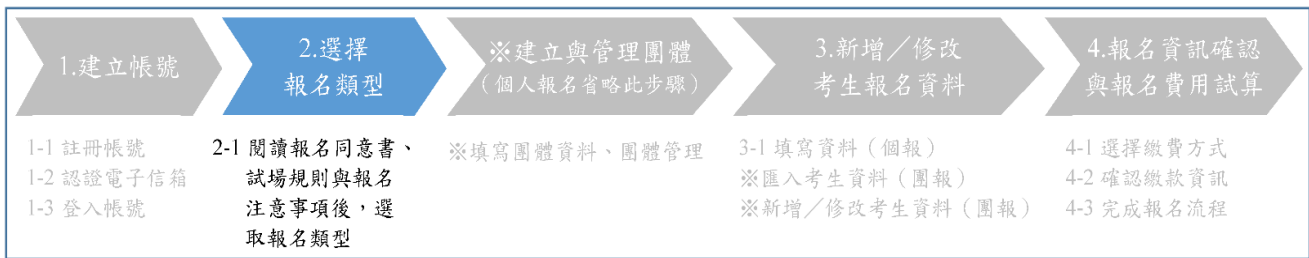 1.建立帳號
2.選擇
報名類型
※建立與管理團體
（個人報名省略此步驟）
3.新增／修改
考生報名資料
4.報名資訊確認
與報名費用試算
1-1 註冊帳號
1-2 認證電子信箱
1-3 登入帳號
2-1 閱讀報名同意書、
試場規則與報名
注意事項後，選
取報名類型
※填寫團體資料、團體管理
3-1 填寫資料（個報）
※匯入考生資料（團報）
※新增／修改考生資料（團報）
4-1 選擇繳費方式
4-2 確認繳款資訊
4-3 完成報名流程